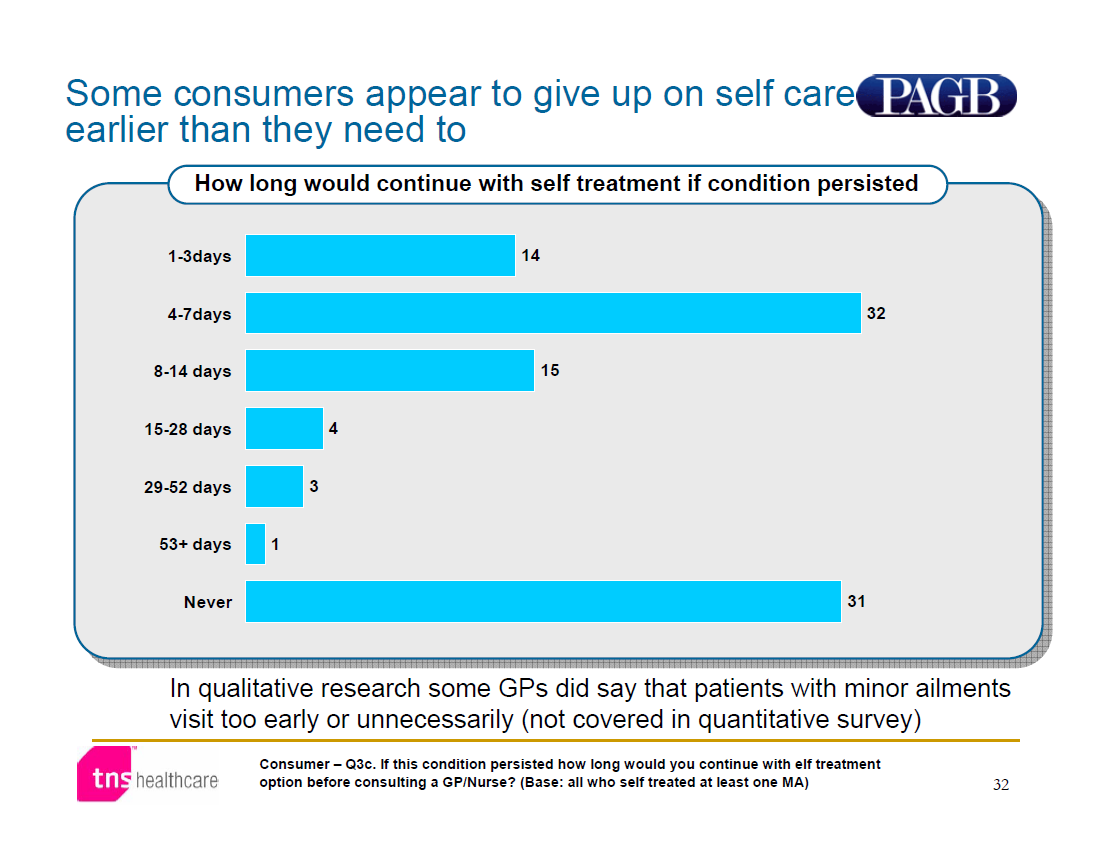 Some consumers appear to give up on self care
PAGB
earlier than they need to
How long would continue with self treatment if condition persisted
1-3days 14
4-7days 32
8-14 days 15
15-28 days 4
29-52 days 3
53+ days 1
Never 31
In qualitative research some GPs did say that patients with minor ailments
visit too early or unnecessarily (not covered in quantitative survey)
tns healthcare
TM
Consumer – Q3c. If this condition persisted how long would you continue with elf treatment
option before consulting a GP/Nurse? (Base: all who self treated at least one MA)
32